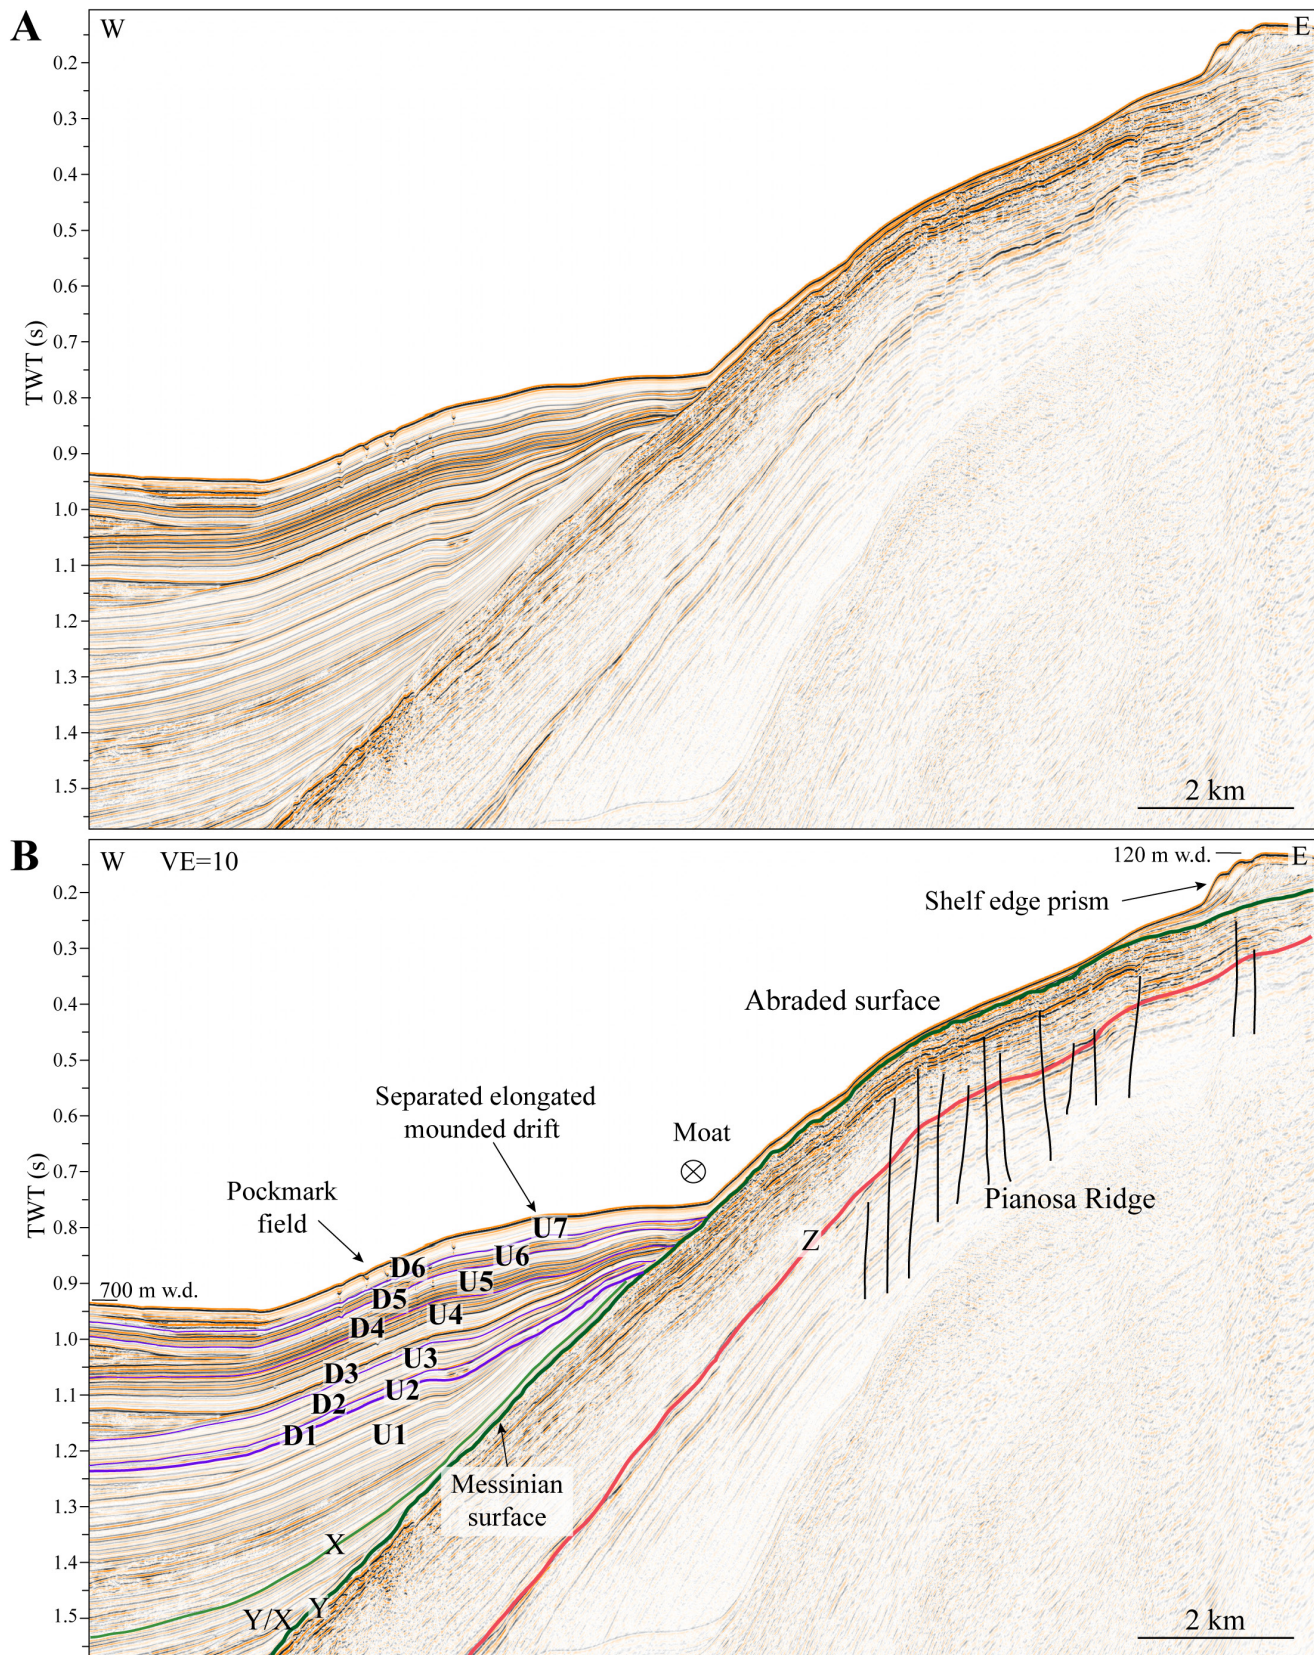 A
W
E
0.2
0.3
0.4
0.5
0.6
0.7
0.8
0.9
1.0
1.1
1.2
1.3
1.4
1.5
TWT (s)
2 km
B
W VE=10
120 m w.d.
E
Shelf edge prism
0.2
0.3
0.4
0.5
0.6
0.7
0.8
0.9
1.0
1.1
1.2
1.3
1.4
1.5
TWT (s)
Abraded surface
Separated elongated
mounded drift
Moat
Pockmark
field
Pianosa Ridge
700 m w.d.
Z
U7
U6
D6
U5
D5
U4
D4
U3
D3
U2
D2
U1
D1
Messinian
surface
X
Y
Y/X
2 km